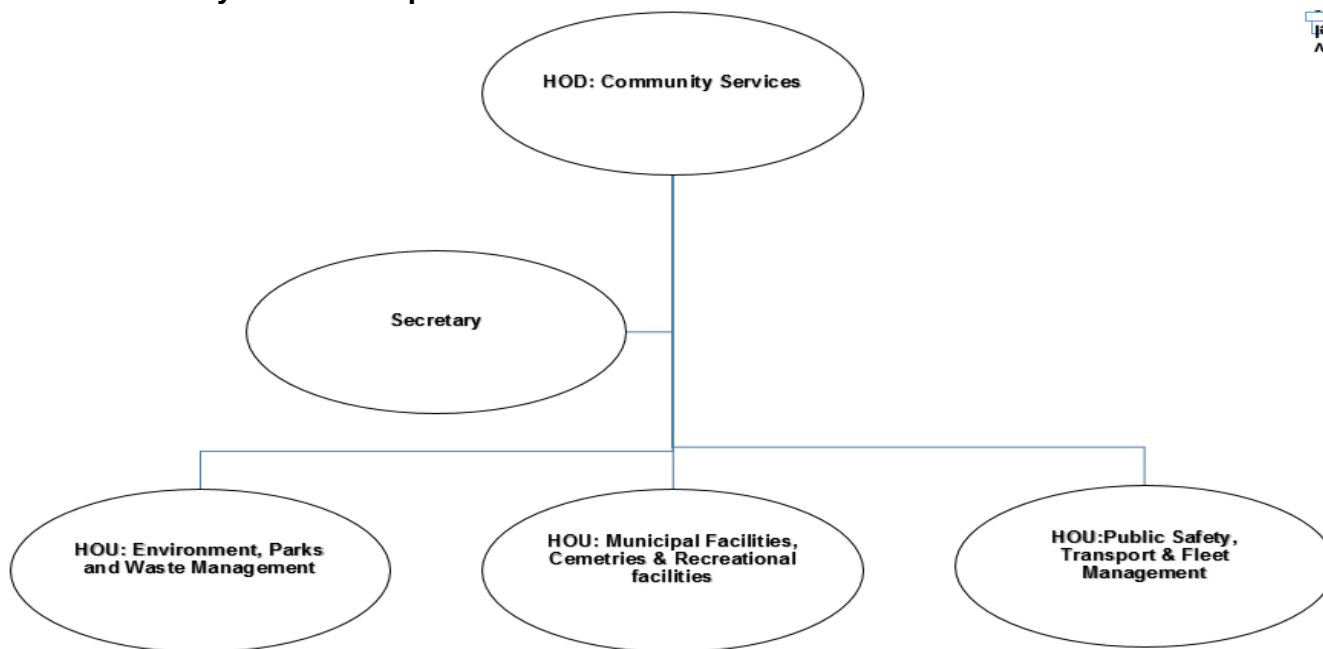 HOD: Community Services
Secretary
HOU: Environment, Parks
and Waste Management
HOU: Municipal Facilities,
Cemetries & Recreational
facilities
HOU:Public Safety,
Transport & Fleet
Management